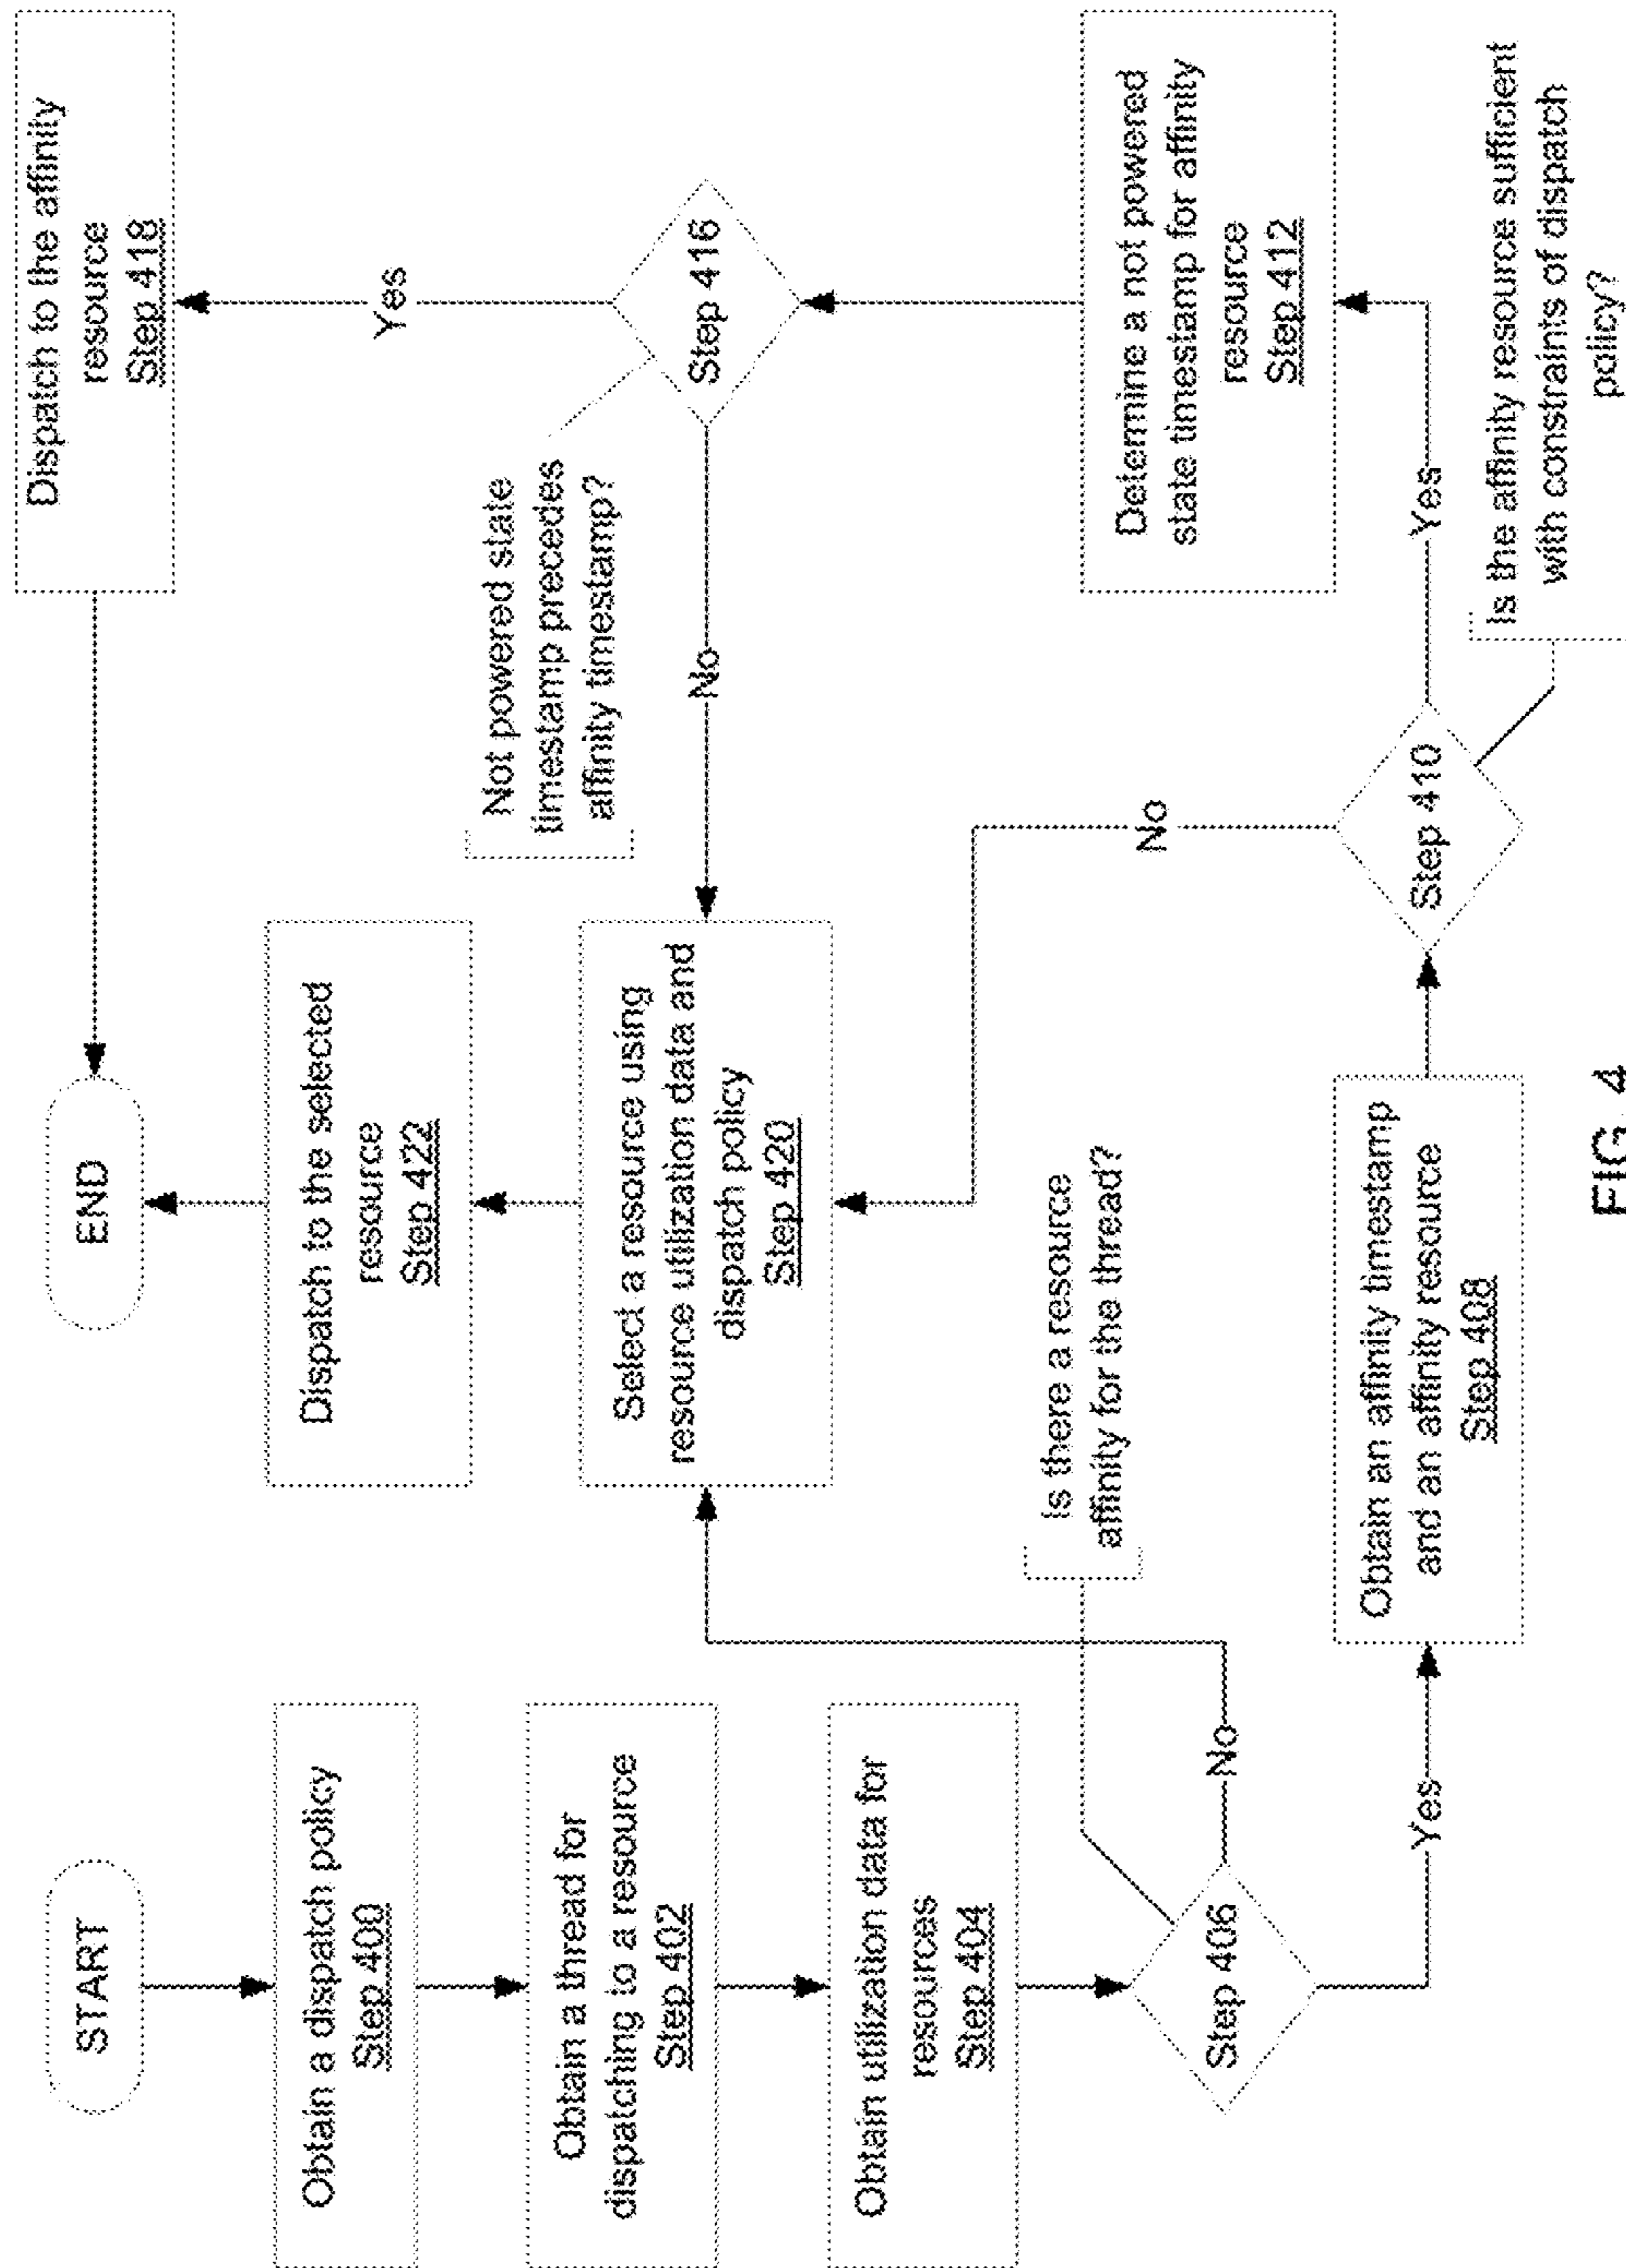 START
Obtain a dispatch policy
Step 400
Obtain a thread for
dispatching to a resource
Step 402
Obtain utilization data for
resources
Step 404
Step 406
Is there a resource
affinity for the thread?
No
Yes
Obtain an affinity timestamp
and an affinity resource
Step 408
Step 410
Is the affinity resource sufficient
with constraints of dispatch
policy?
No
Yes
Determine a not powered
state timestamp for affinity
resource
Step 412
Step 416
Not powered state
timestamp precedes
affinity timestamp?
No
Yes
Dispatch to the affinity
resource
Step 418
Select a resource using
resource utilization data and
dispatch policy
Step 420
Dispatch to the selected
resource
Step 422
END
FIG. 4